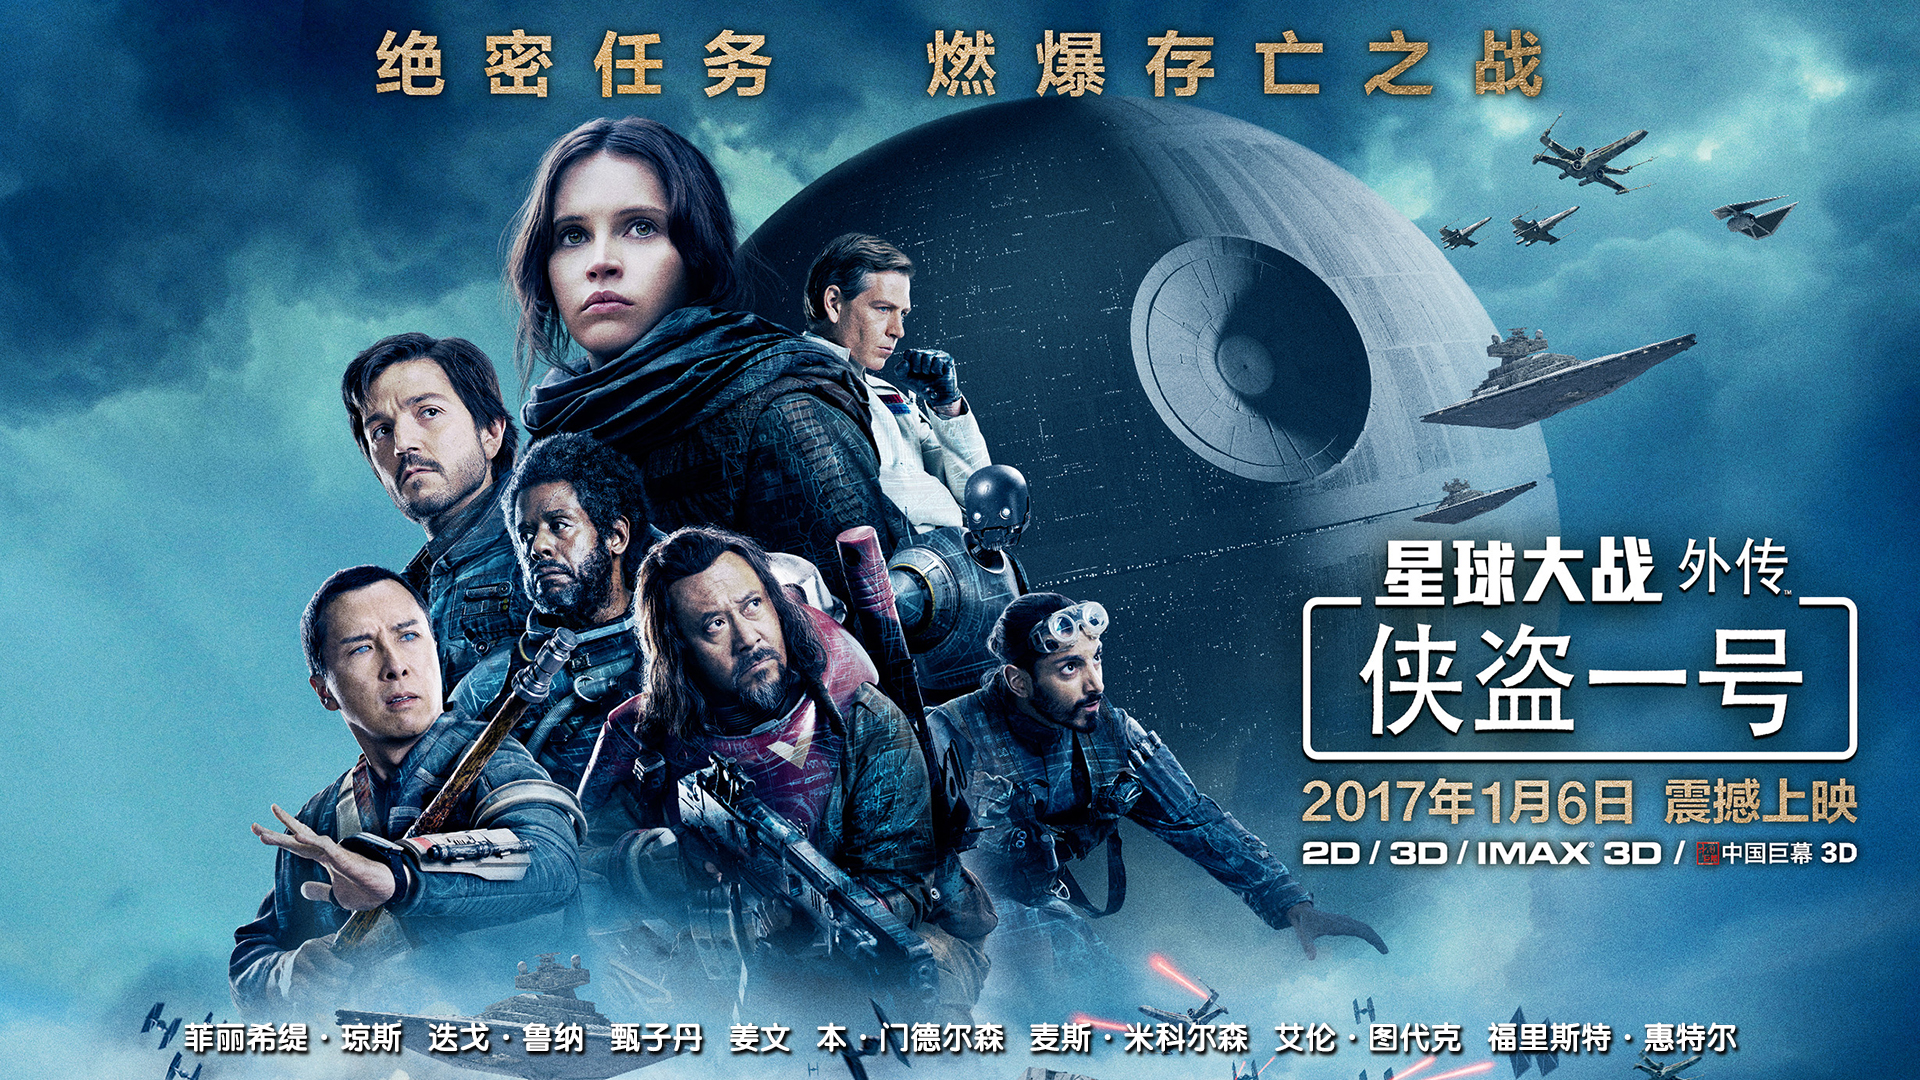 绝密任务 燃爆存亡之战
星球大战 外传™
侠盗一号
2017年1月6日 震撼上映
2D / 3D / IMAX® 3D / 中国巨幕 3D
菲丽希缇·琼斯 迭戈·鲁纳 甄子丹 姜文 本·门德尔森 麦斯·米科尔森 艾伦·图代克 福里斯特·惠特尔